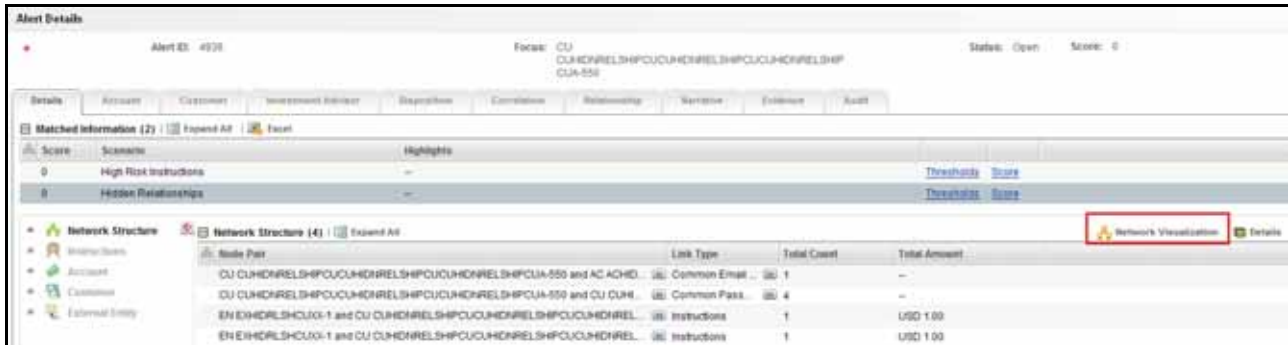 Alert Details
Alert ID: 4938 Focus: CU Status: Open Score: 0
CUHIDNRELSHIPCUCUHIDNRELSHIPCUCUHIDNRELSHIP
CUA-550
Details Account Customer Investment Advisor Disposition Correlation Relationship Narrative Evidence Audit
Matched Information (2) | Expand All | Excel
Score Scenario Highlights
0 High Risk Instructions -- Thresholds Score
0 Hidden Relationships -- Thresholds Score
Network Structure Network Structure (4) | Expand All Network Visualization Details
Instructions Node Pair Link Type Total Count Total Amount
Account CU CUHIDNRELSHIPCUCUHIDNRELSHIPCUCUHIDNRELSHIPCUA-550 and AC ACHID... Common Email ... 1 --
Customer CU CUHIDNRELSHIPCUCUHIDNRELSHIPCUCUHIDNRELSHIPCUA-550 and CU CUHI... Common Pass... 4 --
External Entity EN EXHIDRLSHCUXX-1 and CU CUHIDNRELSHIPCUCUHIDNRELSHIPCUCUHIDNREL... Instructions 1 USD 1.00
EN EXHIDRLSHCUXX-1 and CU CUHIDNRELSHIPCUCUHIDNRELSHIPCUCUHIDNREL... Instructions 1 USD 1.00